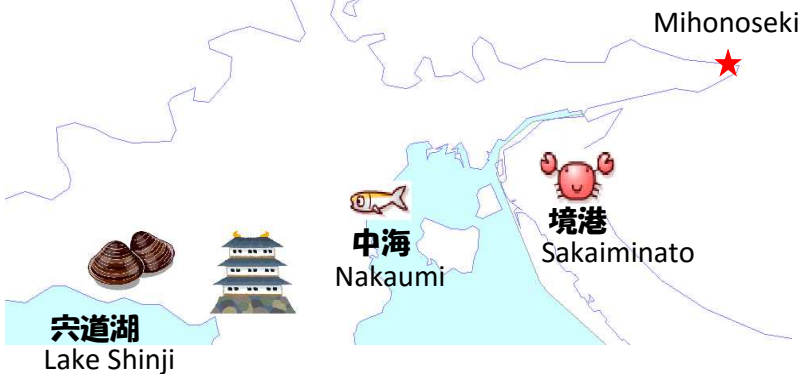 Mihonoseki
境港
Sakaiminato
中海
Nakaumi
宍道湖
Lake Shinji